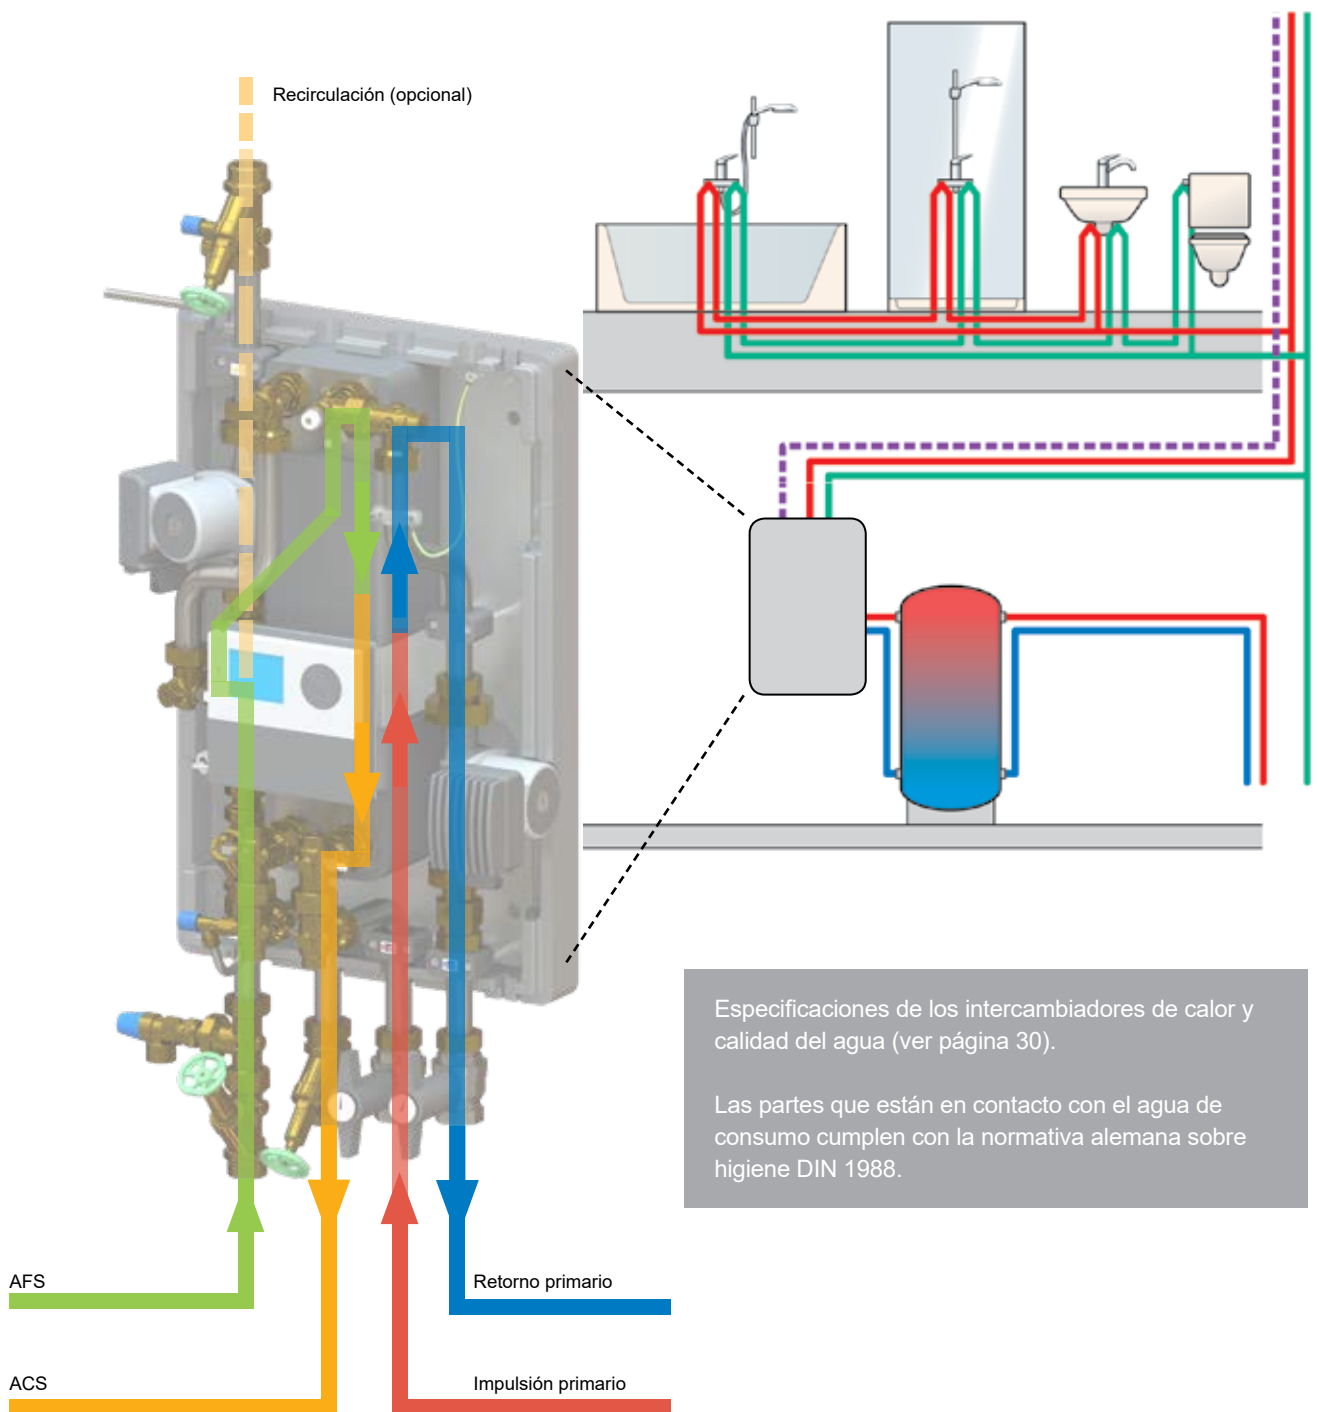 Recirculación (opcional)
Especificaciones de los intercambiadores de calor y
calidad del agua (ver página 30).
Las partes que están en contacto con el agua de
consumo cumplen con la normativa alemana sobre
higiene DIN 1988.
AFS
Retorno primario
ACS
Impulsión primario